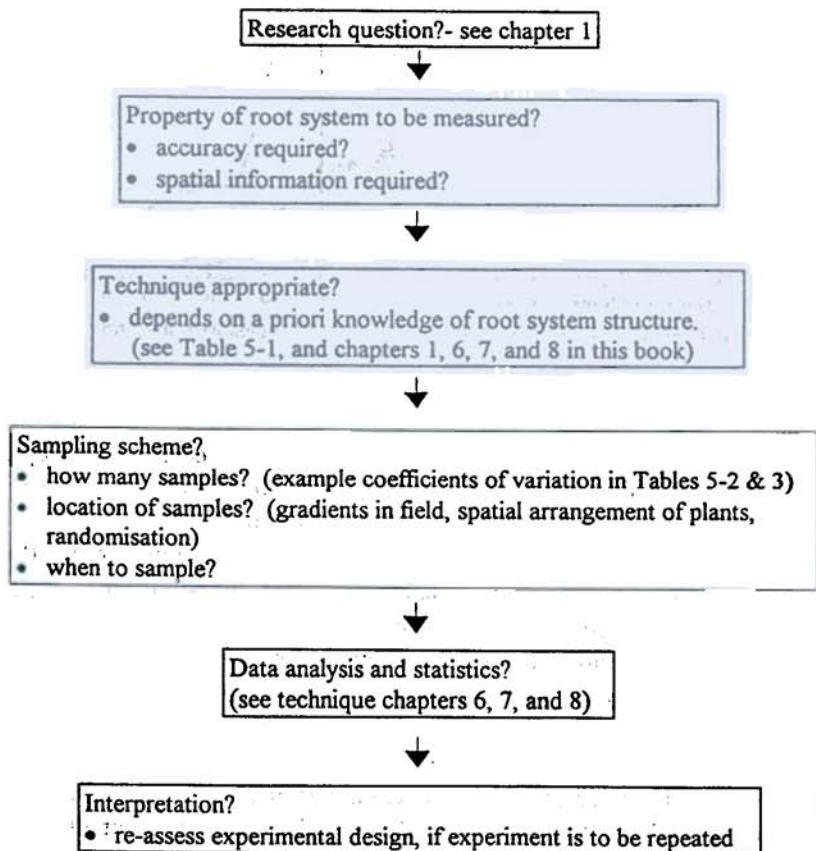 Research question?- see chapter 1
Property of root system to be measured?
• accuracy required?
• spatial information required?
Technique appropriate?
• depends on a priori knowledge of root system structure.
(see Table 5-1, and chapters 1, 6, 7, and 8 in this book)
Sampling scheme?
• how many samples? (example coefficients of variation in Tables 5-2 & 3)
• location of samples? (gradients in field, spatial arrangement of plants,
randomisation)
• when to sample?
Data analysis and statistics?
(see technique chapters 6, 7, and 8)
Interpretation?
• re-assess experimental design, if experiment is to be repeated